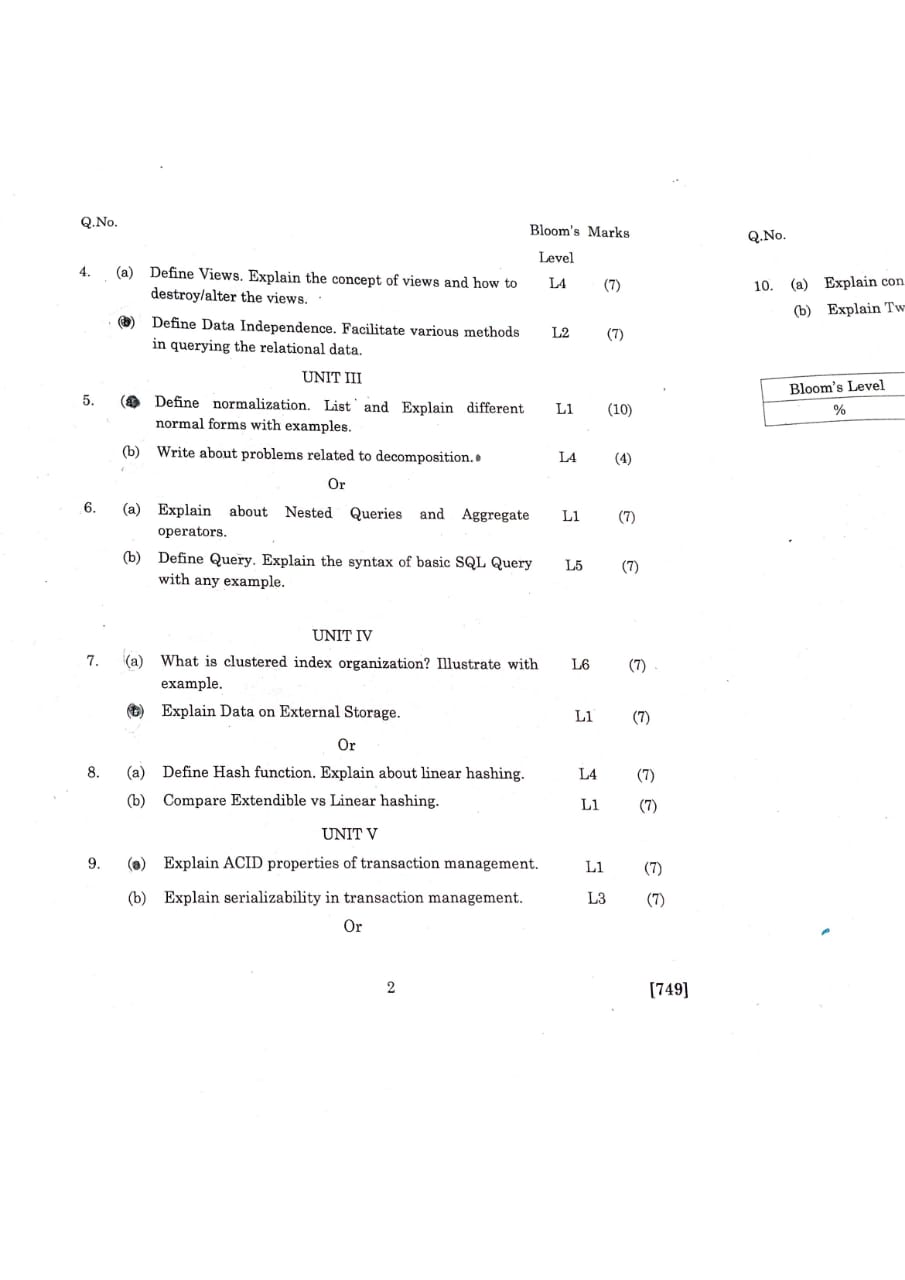 Q.No.
Bloom's Marks
Level
4. (a) Define Views. Explain the concept of views and how to L4 (7)
destroy/alter the views.
(b) Define Data Independence. Facilitate various methods L2 (7)
in querying the relational data.
UNIT III
5. (a) Define normalization. List and Explain different L1 (10)
normal forms with examples.
(b) Write about problems related to decomposition. L4 (4)
Or
6. (a) Explain about Nested Queries and Aggregate L1 (7)
operators.
(b) Define Query. Explain the syntax of basic SQL Query L5 (7)
with any example.
UNIT IV
7. (a) What is clustered index organization? Illustrate with L6 (7)
example.
(b) Explain Data on External Storage. L1 (7)
Or
8. (a) Define Hash function. Explain about linear hashing. L4 (7)
(b) Compare Extendible vs Linear hashing. L1 (7)
UNIT V
9. (a) Explain ACID properties of transaction management. L1 (7)
(b) Explain serializability in transaction management. L3 (7)
Or
2 [749]
Q.No.
10. (a) Explain con
(b) Explain Tw
Bloom's Level
%